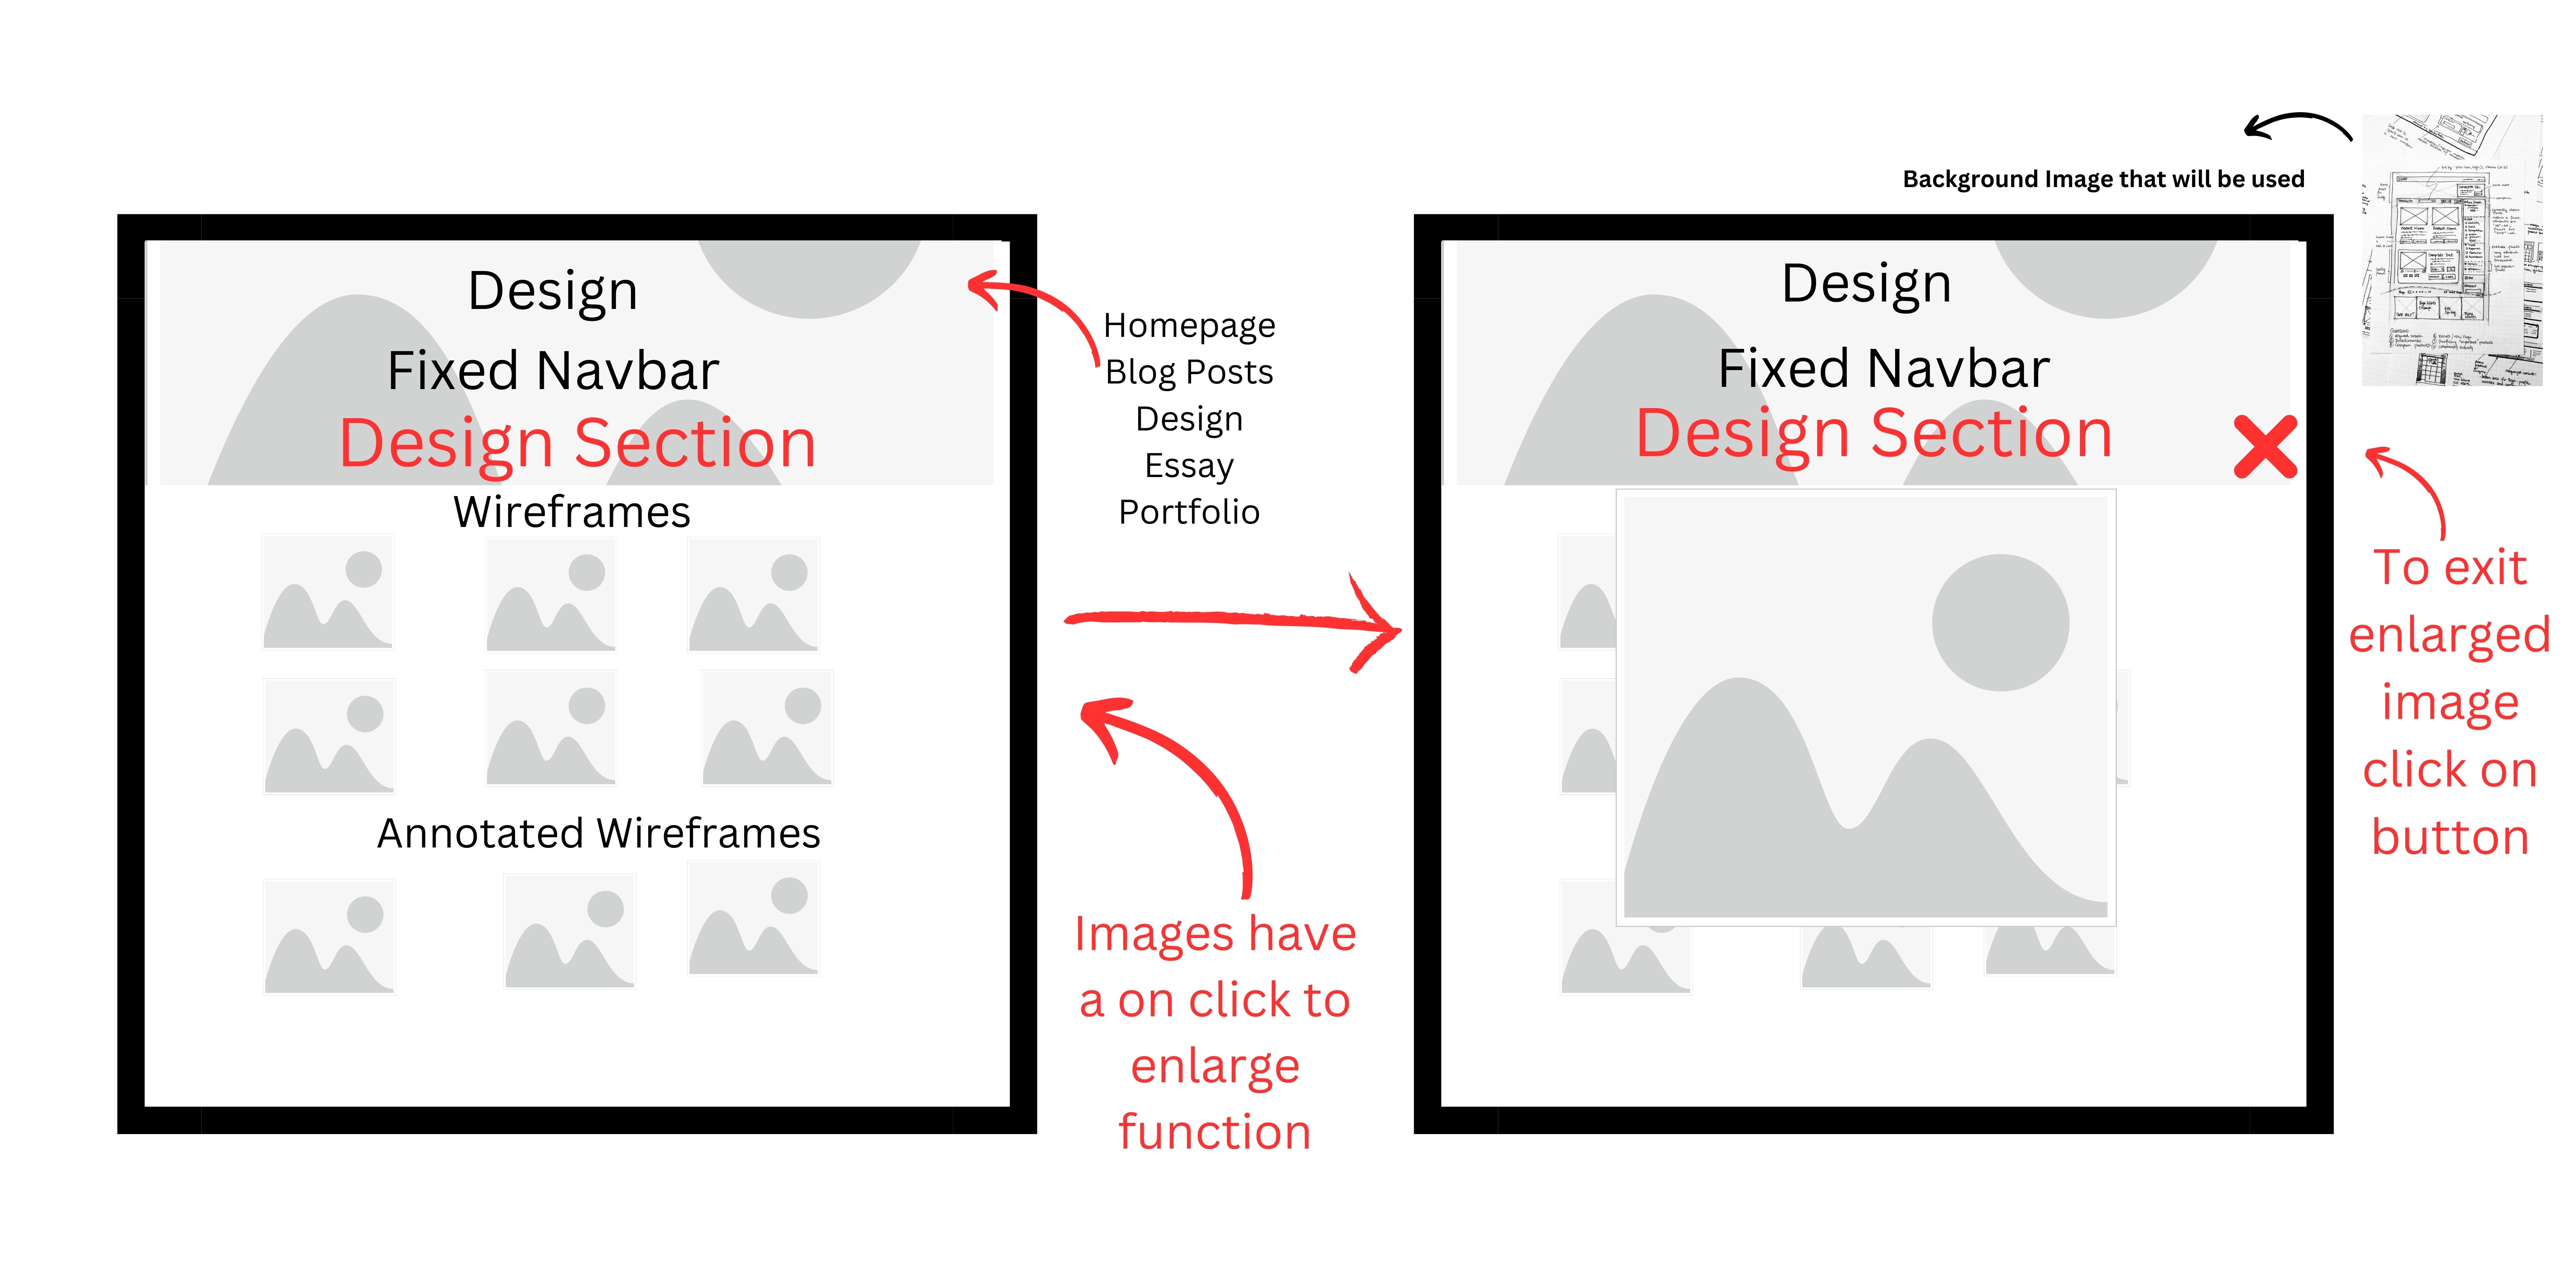 Background Image that will be used
Design
Fixed Navbar
Design Section
Wireframes
Annotated Wireframes
Homepage
Blog Posts
Design
Essay
Portfolio
Images have
a on click to
enlarge
function
Design
Fixed Navbar
Design Section
To exit
enlarged
image
click on
button